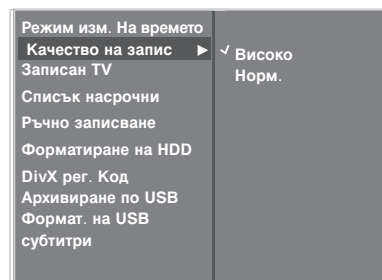 Режим изм. На времето
Качество на запис
Записан TV
Списък насрочни
Ръчно записване
Форматиране на HDD
DivX рег. Код
Архивиране по USB
Формат. на USB
субтитри
Високо
Норм.